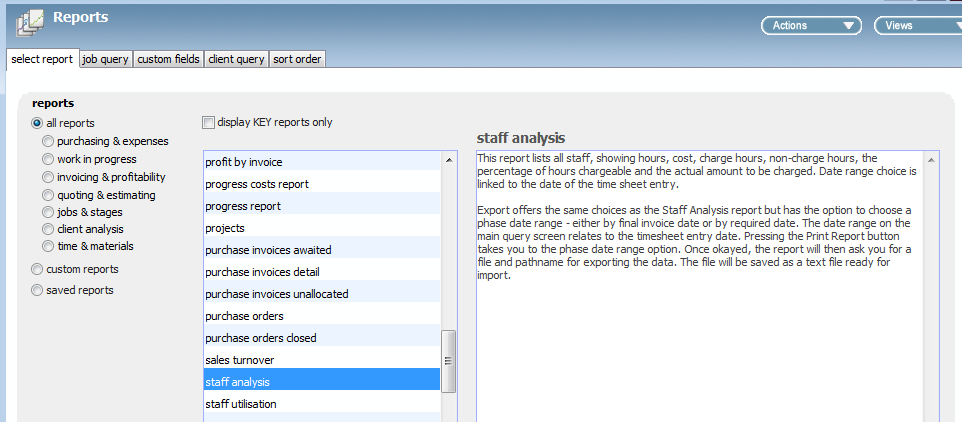 Reports
Actions
Views
select report
job query
custom fields
client query
sort order
reports
all reports
purchasing & expenses
work in progress
invoicing & profitability
quoting & estimating
jobs & stages
client analysis
time & materials
custom reports
saved reports
display KEY reports only
profit by invoice
progress costs report
progress report
projects
purchase invoices awaited
purchase invoices detail
purchase invoices unallocated
purchase orders
purchase orders closed
sales turnover
staff analysis
staff utilisation
staff analysis
This report lists all staff, showing hours, cost, charge hours, non-charge hours, the
percentage of hours chargeable and the actual amount to be charged. Date range choice is
linked to the date of the time sheet entry.
Export offers the same choices as the Staff Analysis report but has the option to choose a
phase date range - either by final invoice date or by required date. The date range on the
main query screen relates to the timesheet entry date. Pressing the Print Report button
takes you to the phase date range option. Once okayed, the report will then ask you for a
file and pathname for exporting the data. The file will be saved as a text file ready for
import.